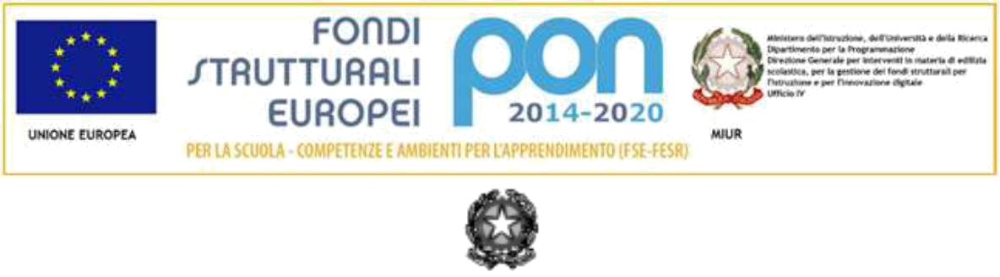 FONDI
STRUTTURALI
EUROPEI
pon
2014-2020
UNIONE EUROPEA
PER LA SCUOLA - COMPETENZE E AMBIENTI PER L'APPRENDIMENTO (FSE-FESR)
Ministero dell'Istruzione, dell'Università e della Ricerca
Dipartimento per la Programmazione
Direzione Generale per interventi in materia di edilizia
scolastica, per la gestione dei fondi strutturali per
l'istruzione e per l'innovazione digitale
Ufficio IV
MIUR